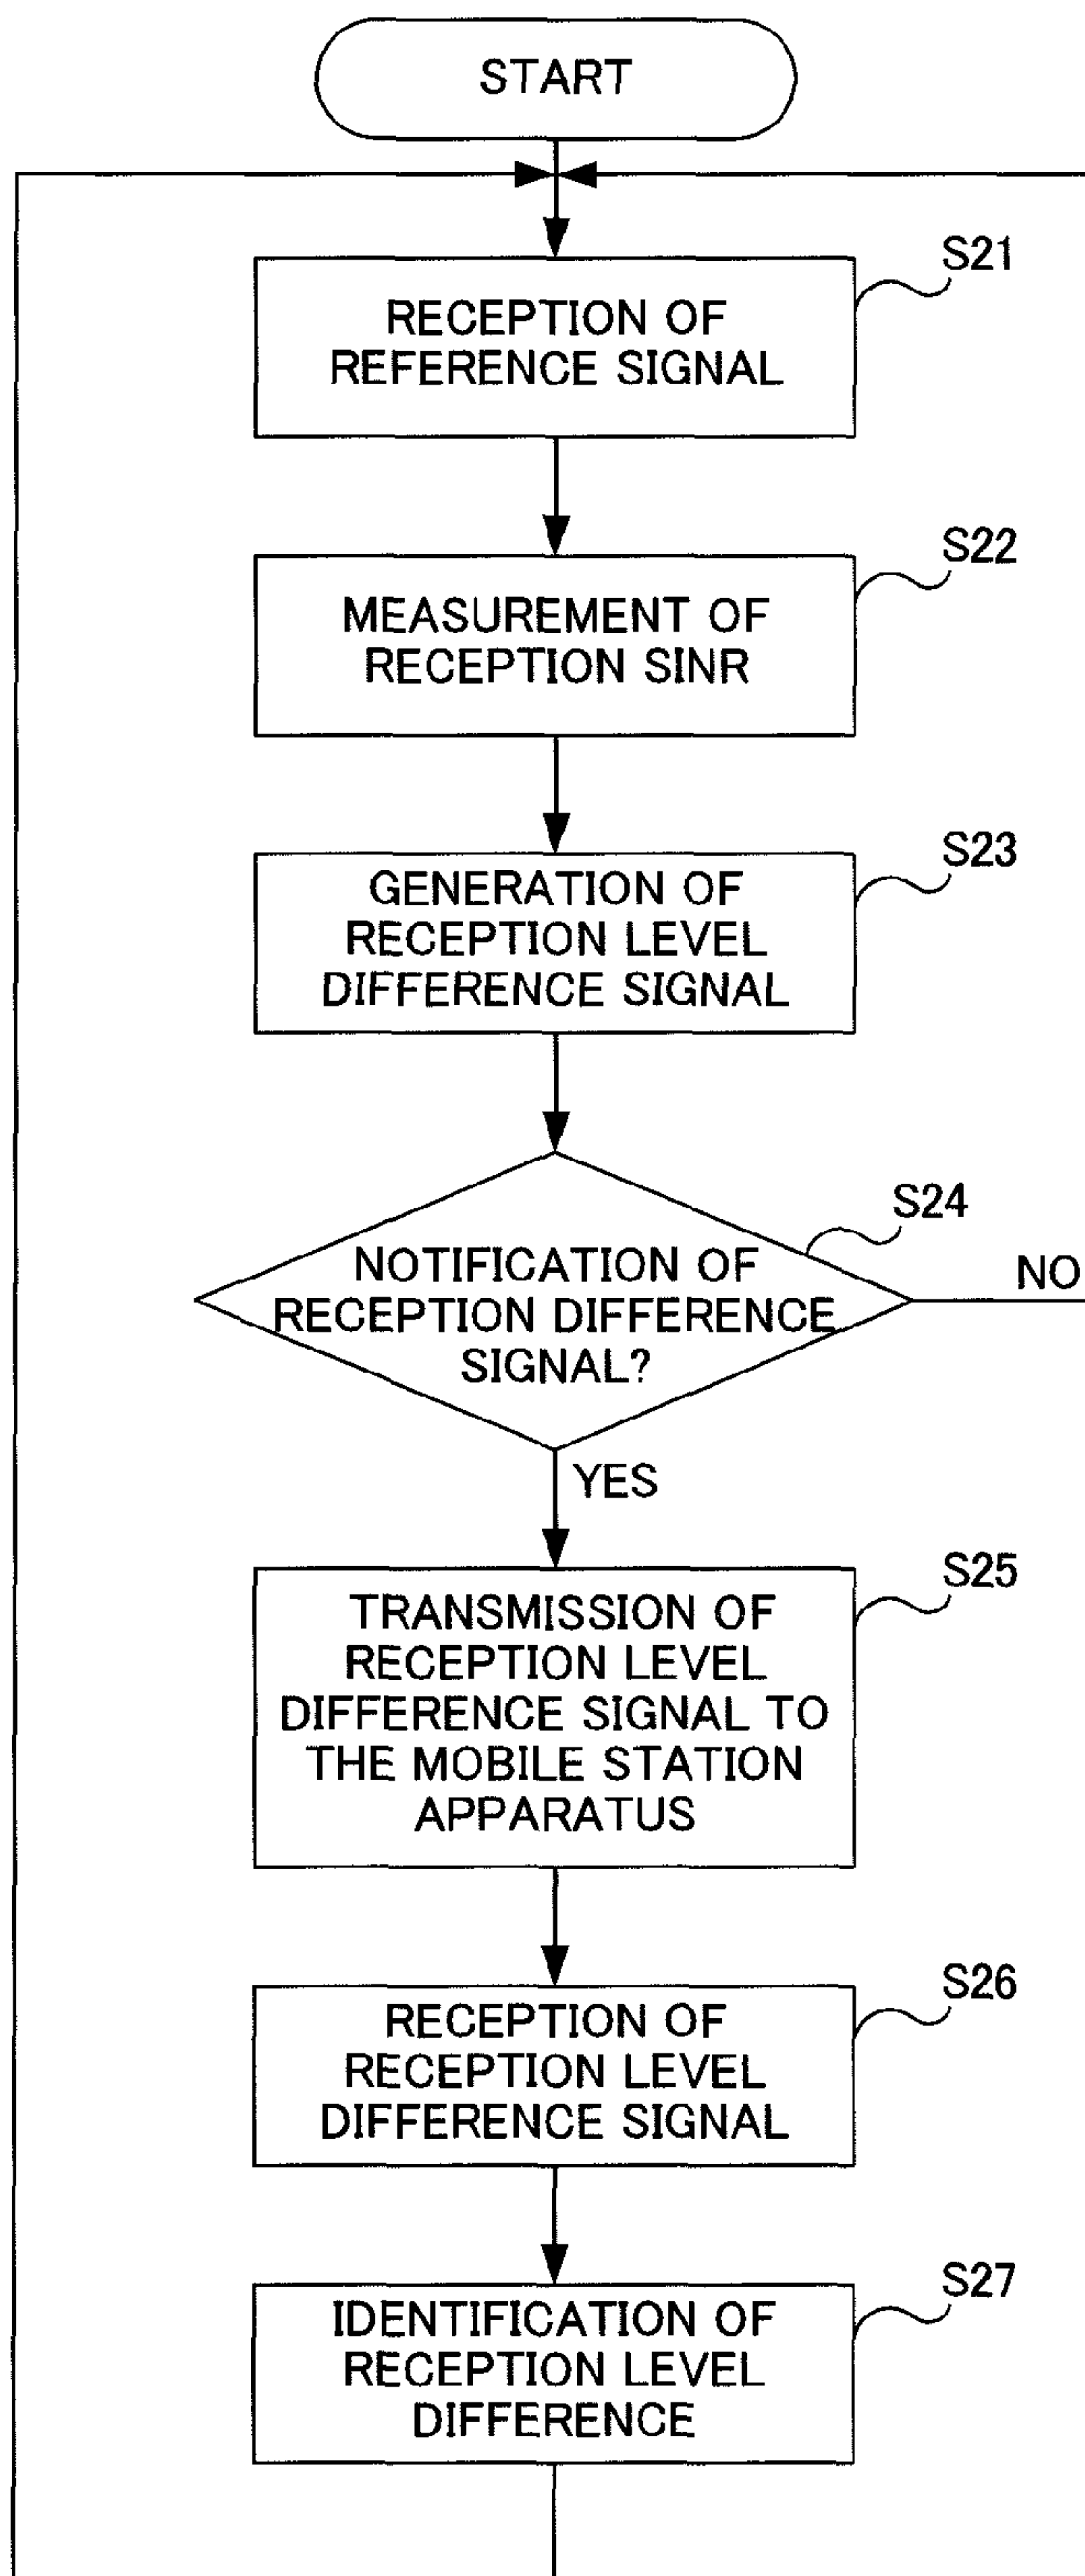 START
S21
RECEPTION OF
REFERENCE SIGNAL
S22
MEASUREMENT OF
RECEPTION SINR
S23
GENERATION OF
RECEPTION LEVEL
DIFFERENCE SIGNAL
S24
NOTIFICATION OF
RECEPTION DIFFERENCE
SIGNAL?
NO
YES
S25
TRANSMISSION OF
RECEPTION LEVEL
DIFFERENCE SIGNAL TO
THE MOBILE STATION
APPARATUS
S26
RECEPTION OF
RECEPTION LEVEL
DIFFERENCE SIGNAL
S27
IDENTIFICATION OF
RECEPTION LEVEL
DIFFERENCE